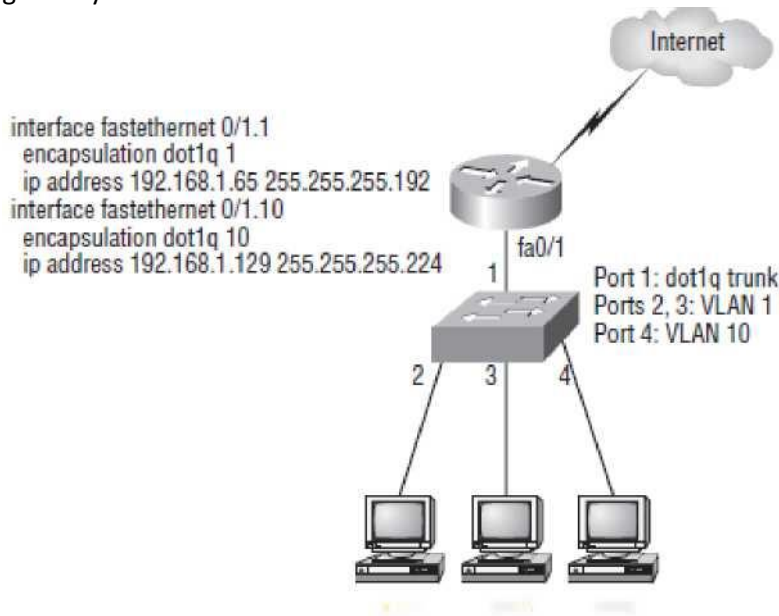 Internet
interface fastethernet 0/1.1
encapsulation dot1q 1
ip address 192.168.1.65 255.255.255.192
interface fastethernet 0/1.10
encapsulation dot1q 10
ip address 192.168.1.129 255.255.255.224
fa0/1
1
Port 1: dot1q trunk
Ports 2, 3: VLAN 1
Port 4: VLAN 10
2 3 4